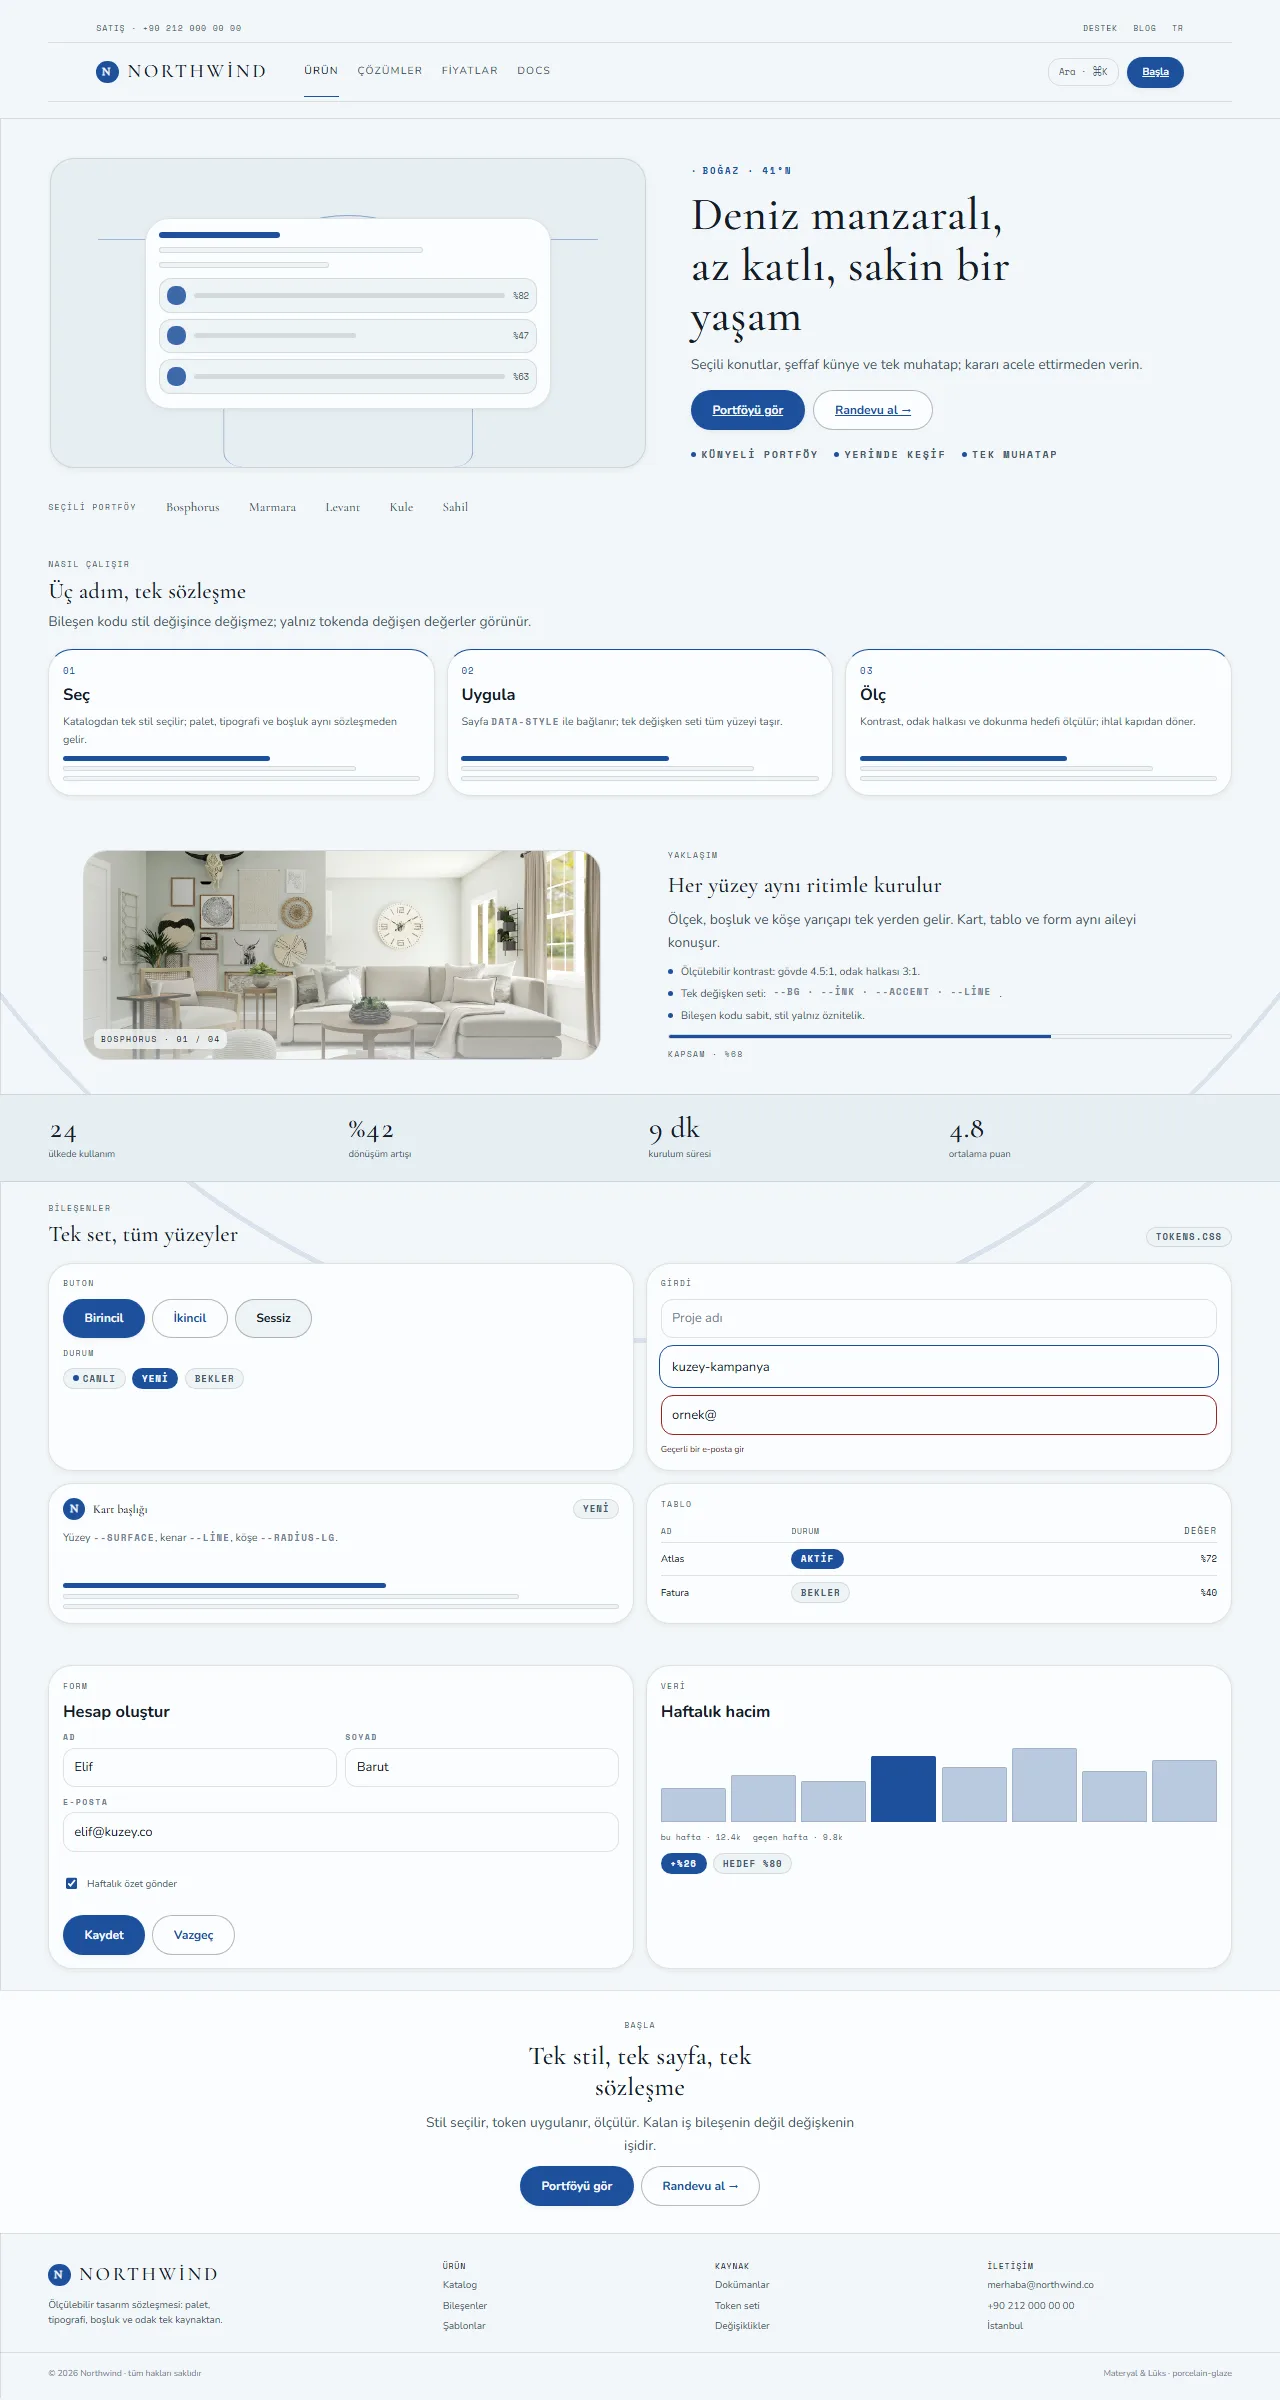 SATIŞ · +90 212 000 00 00
DESTEK BLOG TR
N NORTHWİND ÜRÜN ÇÖZÜMLER FİYATLAR DOCS
Ara · ⌘K Başla
· BOĞAZ · 41°N
Deniz manzaralı,
az katlı, sakin bir
yaşam
Seçili konutlar, şeffaf künye ve tek muhatap; kararı acele ettirmeden verin.
Portföyü gör Randevu al →
KÜNYELİ PORTFÖY YERİNDE KEŞİF TEK MUHATAP
%82
%47
%63
SEÇİLİ PORTFÖY Bosphorus Marmara Levant Kule Sahil
NASIL ÇALIŞIR
Üç adım, tek sözleşme
Bileşen kodu stil değişince değişmez; yalnız tokenda değişen değerler görünür.
01
Seç
Katalogdan tek stil seçilir; palet, tipografi ve boşluk aynı sözleşmeden
gelir.
02
Uygula
Sayfa DATA-STYLE ile bağlanır; tek değişken seti tüm yüzeyi taşır.
03
Ölç
Kontrast, odak halkası ve dokunma hedefi ölçülür; ihlal kapıdan döner.
BOSPHORUS · 01 / 04
YAKLAŞIM
Her yüzey aynı ritimle kurulur
Ölçek, boşluk ve köşe yarıçapı tek yerden gelir. Kart, tablo ve form aynı aileyi
konuşur.
Ölçülebilir kontrast: gövde 4.5:1, odak halkası 3:1.
Tek değişken seti: --BG · --İNK · --ACCENT · --LİNE .
Bileşen kodu sabit, stil yalnız öznitelik.
KAPSAM · %68
24
ülkede kullanım
%42
dönüşüm artışı
9 dk
kurulum süresi
4.8
ortalama puan
BİLEŞENLER
Tek set, tüm yüzeyler
TOKENS.CSS
BUTON
Birincil İkincil Sessiz
DURUM
CANLI YENİ BEKLER
GİRDİ
Proje adı
kuzey-kampanya
ornek@
Geçerli bir e-posta gir
N Kart başlığı YENİ
Yüzey --SURFACE, kenar --LİNE, köşe --RADİUS-LG.
TABLO
AD DURUM DEĞER
Atlas AKTİF %72
Fatura BEKLER %40
FORM
Hesap oluştur
AD SOYAD
Elif Barut
E-POSTA
elif@kuzey.co
Haftalık özet gönder
Kaydet Vazgeç
VERİ
Haftalık hacim
bu hafta · 12.4k geçen hafta · 9.8k
+%26 HEDEF %80
BAŞLA
Tek stil, tek sayfa, tek
sözleşme
Stil seçilir, token uygulanır, ölçülür. Kalan iş bileşenin değil değişkenin
işidir.
Portföyü gör Randevu al →
N NORTHWİND
Ölçülebilir tasarım sözleşmesi: palet,
tipografi, boşluk ve odak tek kaynaktan.
ÜRÜN
Katalog
Bileşenler
Şablonlar
KAYNAK
Dokümanlar
Token seti
Değişiklikler
İLETİŞİM
merhaba@northwind.co
+90 212 000 00 00
İstanbul
© 2026 Northwind · tüm hakları saklıdır
Materyal & Lüks · porcelain-glaze